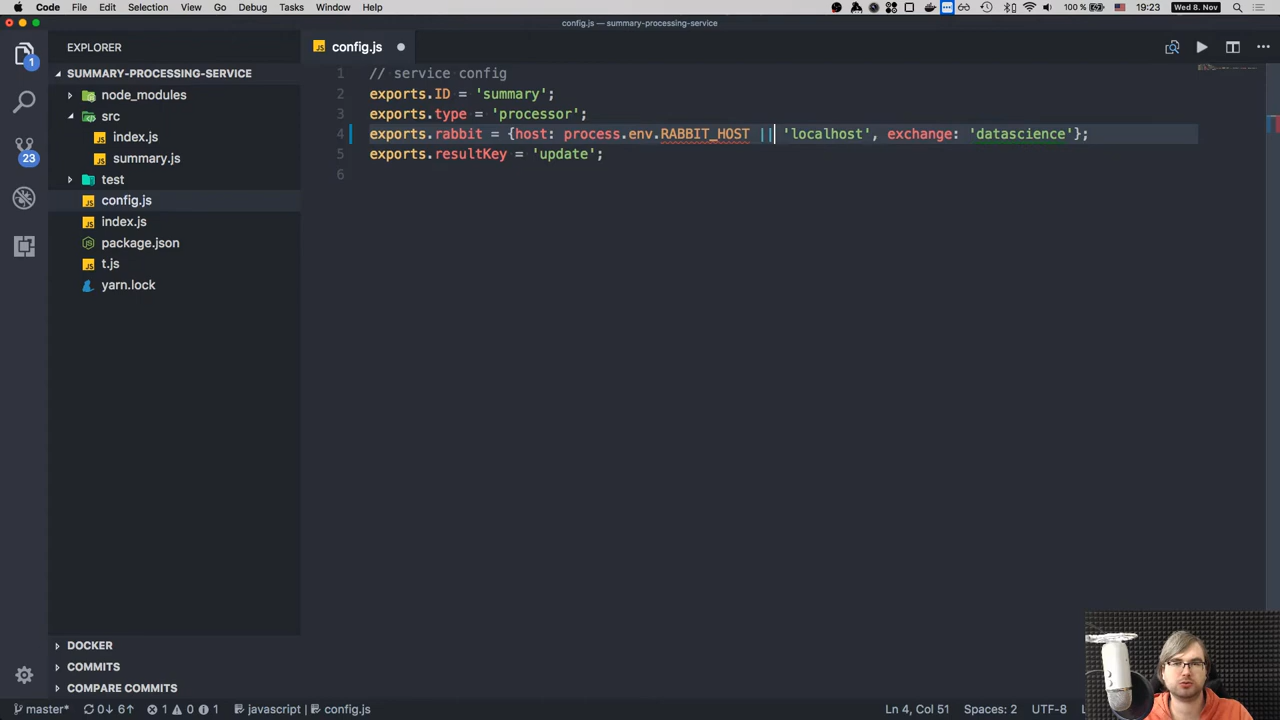 Code File Edit Selection View Go Debug Tasks Window Help 100 % 19:23 Wed 8. Nov
config.js — summary-processing-service
EXPLORER
config.js
SUMMARY-PROCESSING-SERVICE
node_modules
src
index.js
summary.js
test
config.js
index.js
package.json
t.js
yarn.lock
DOCKER
COMMITS
COMPARE COMMITS
1
23
1 // service config
2 exports.ID = 'summary';
3 exports.type = 'processor';
4 exports.rabbit = {host: process.env.RABBIT_HOST || 'localhost', exchange: 'datascience'};
5 exports.resultKey = 'update';
6
master* 0↓ 6↑ 1 0 1 javascript config.js Ln 4, Col 51 Spaces: 2 UTF-8